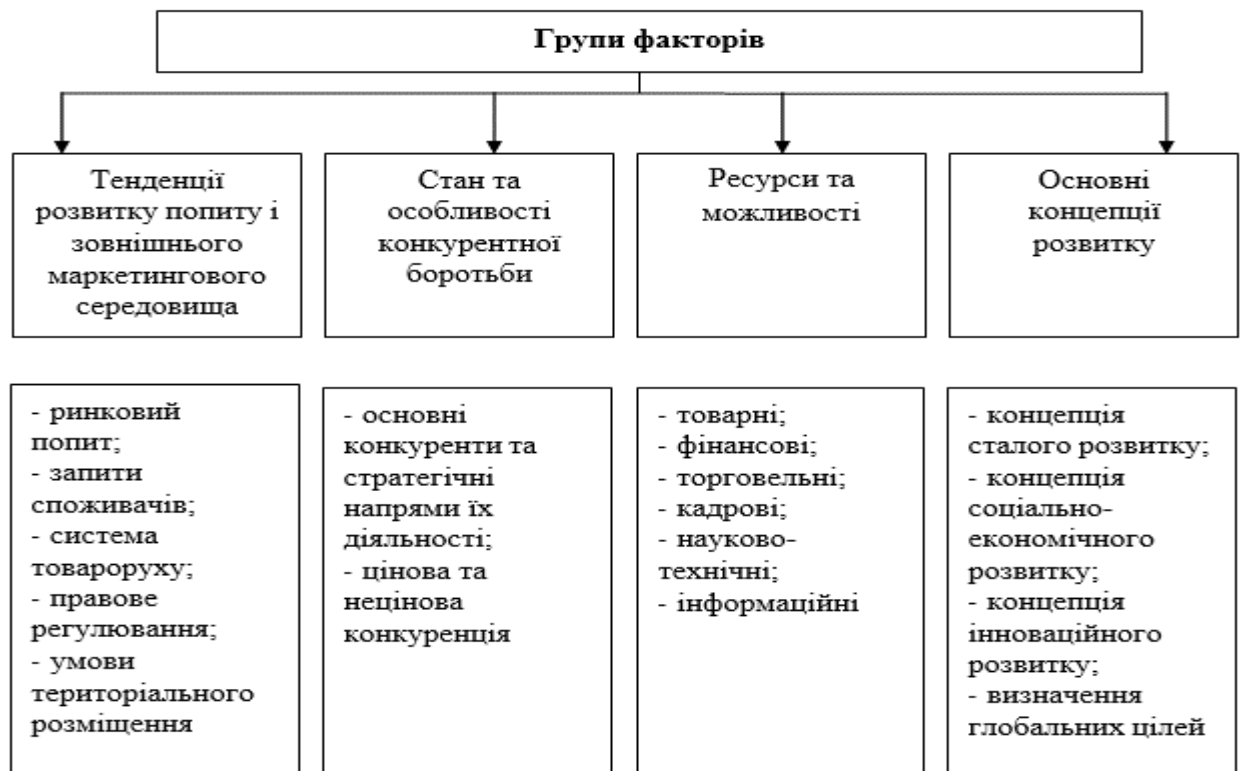 Групи факторів
Тенденції
розвитку попиту і
зовнішнього
маркетингового
середовища
Стан та
особливості
конкурентної
боротьби
Ресурси та
можливості
Основні
концепції
розвитку
- ринковий
попит;
- запити
споживачів;
- система
товароруху;
- правове
регулювання;
- умови
територіального
розміщення
- основні
конкуренти та
стратегічні
напрями їх
діяльності;
- цінова та
нецінова
конкуренція
- товарні;
- фінансові;
- торговельні;
- кадрові;
- науково-
технічні;
- інформаційні
- концепція
сталого розвитку;
- концепція
соціально-
економічного
розвитку;
- концепція
інноваційного
розвитку;
- визначення
глобальних цілей